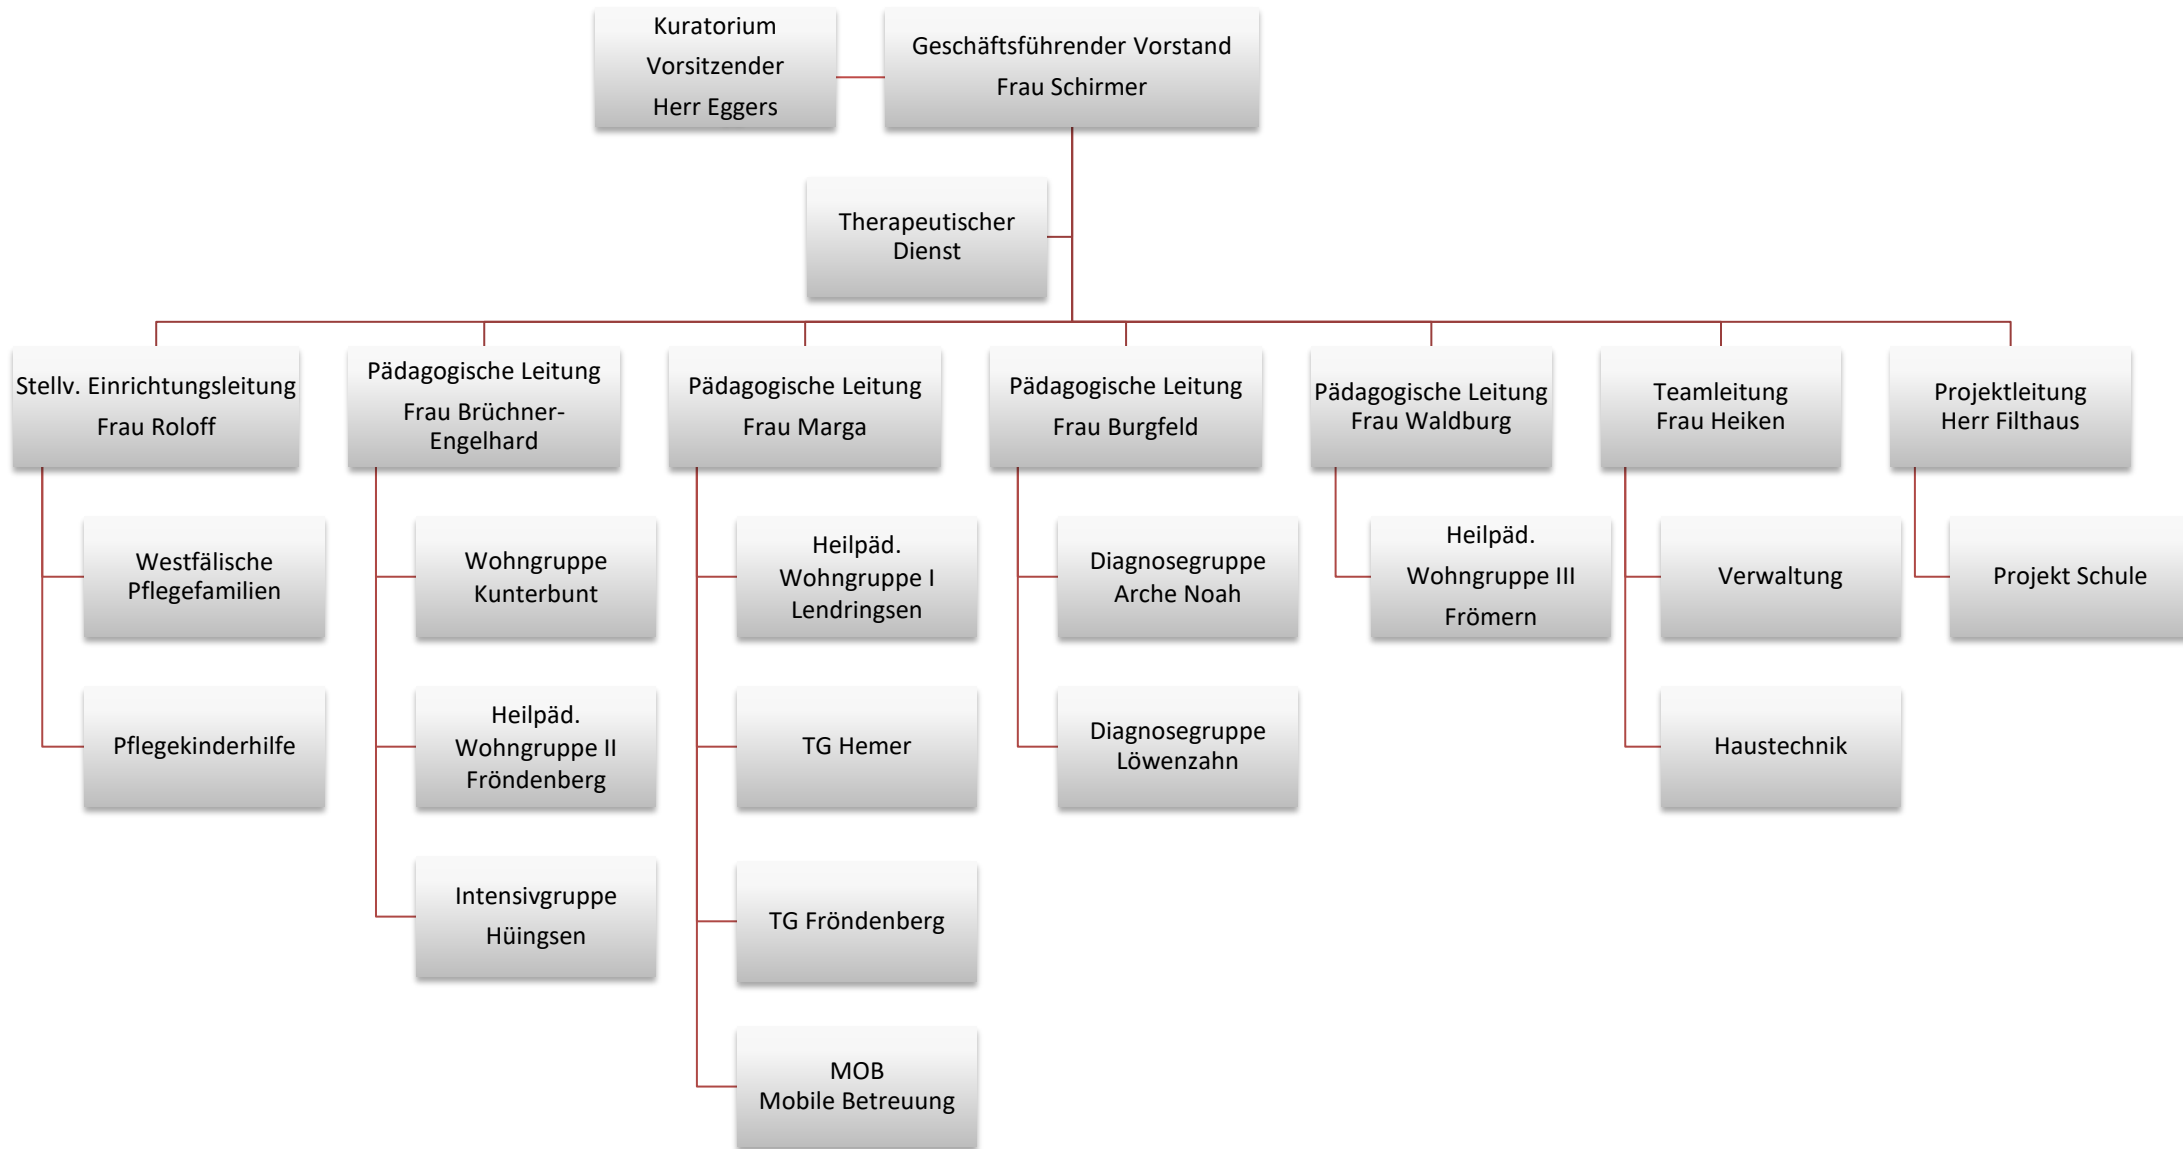 Kuratorium
Vorsitzender
Herr Eggers
Geschäftsführender Vorstand
Frau Schirmer
Therapeutischer
Dienst
Stellv. Einrichtungsleitung
Frau Roloff
Pädagogische Leitung
Frau Brüchner-
Engelhard
Pädagogische Leitung
Frau Marga
Pädagogische Leitung
Frau Burgfeld
Pädagogische Leitung
Frau Waldburg
Teamleitung
Frau Heiken
Projektleitung
Herr Filthaus
Westfälische
Pflegefamilien
Pflegekinderhilfe
Wohngruppe
Kunterbunt
Heilpäd.
Wohngruppe II
Fröndenberg
Intensivgruppe
Hüingsen
Heilpäd.
Wohngruppe I
Lendringsen
TG Hemer
TG Fröndenberg
MOB
Mobile Betreuung
Diagnosegruppe
Arche Noah
Diagnosegruppe
Löwenzahn
Heilpäd.
Wohngruppe III
Frömern
Verwaltung
Haustechnik
Projekt Schule